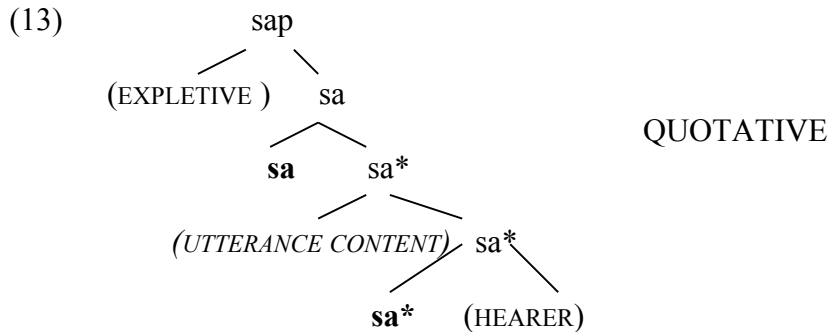 (13) sap
(EXPLETIVE ) sa
QUOTATIVE
sa sa*
(UTTERANCE CONTENT) sa*
sa* (HEARER)